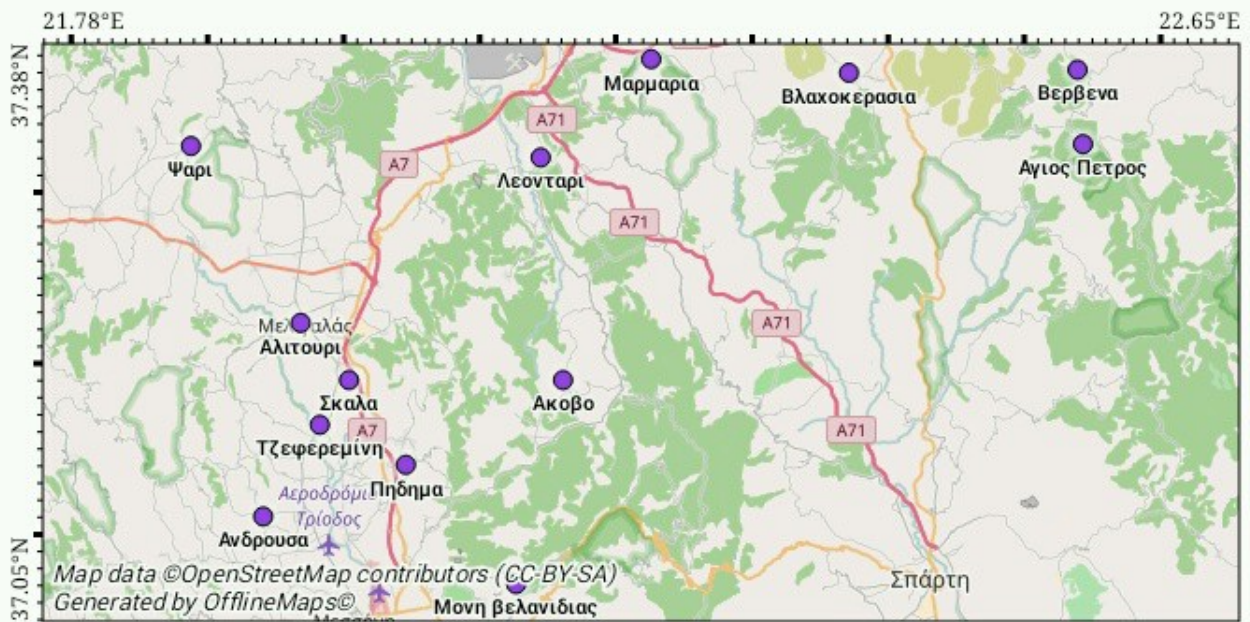 21.78°E
22.65°E
37.38°N
Μαρμαρια
Βλαχοκερασια
Βερβενα
A71
A7
Ψαρι
Λεονταρι
Αγιος Πετρος
A71
A71
Αλιτουρι
Σκαλα
Ακοβο
A7
A71
Τζεφερεμίνη
Πηδημα
Τρίοδος
Ανδρουσα
37.05°N
Σπάρτη
Map data ©OpenStreetMap contributors (CC-BY-SA)
Generated by OfflineMaps©
Μονη βελανιδιας